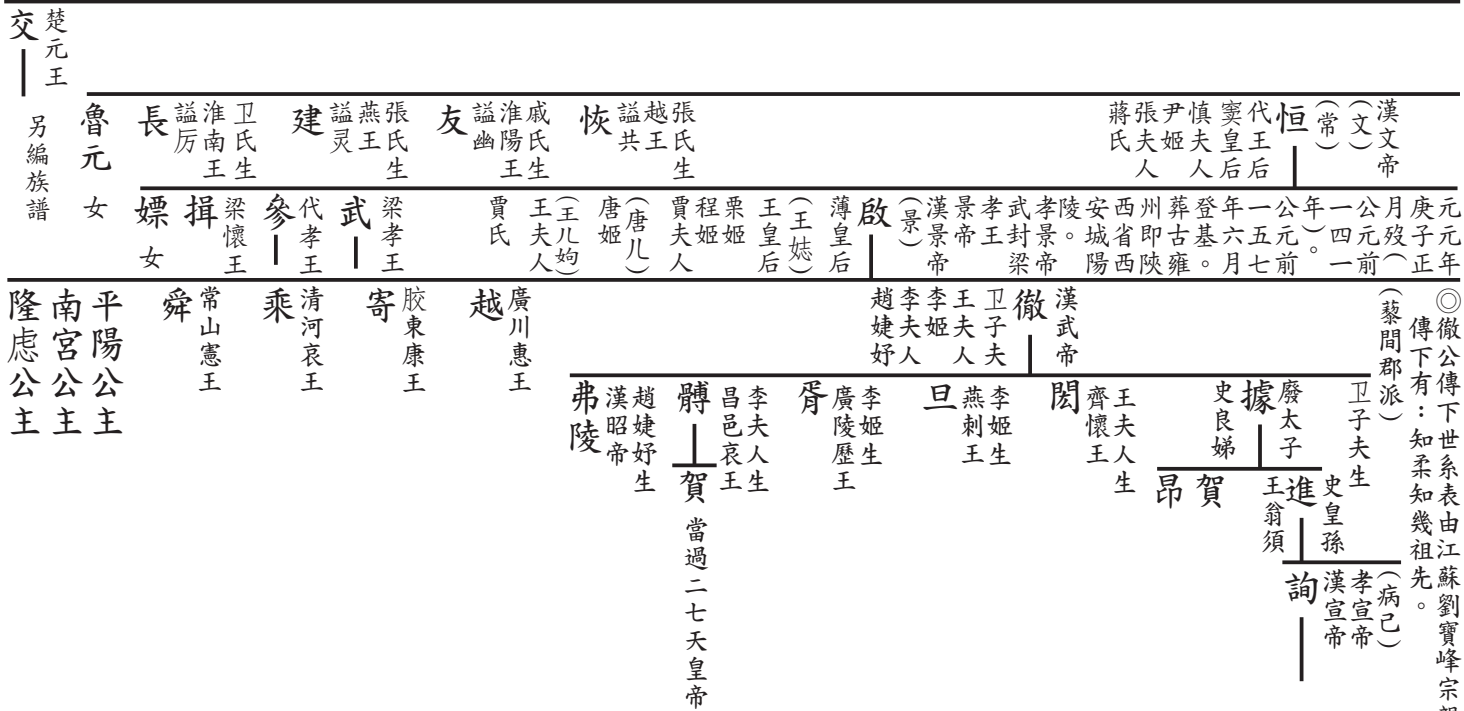 ◎徹公傳下世系表由江蘇劉寶峰宗
傳下有：知柔知幾祖先。
(藜間郡派)
漢文帝
(文)
(常)
恒
代王后
竇皇后
慎夫人
尹姬
張夫人
蔣氏
張氏生
越王
謚共
恢
戚氏生
淮陽王
謚幽
友
張氏生
燕王
謚灵
建
卫氏生
淮南王
謚厉
長
魯元 女
楚元王
交
另編族譜
元元年
庚子正
月歿(
公元前
一四一
年)。
公元前
一五七
年六月
登基。
葬古雍
州即陝
西省西
安城陽
陵。
孝景帝
武封梁
孝王
景帝
漢景帝
(景)
啟
薄皇后
(王娡)
王皇后
栗姬
程姬
賈夫人
(唐儿)
唐姬
(王儿姁)
王夫人
賈氏
梁孝王
武
代孝王
參
梁懷王
揖
嫖 女
漢武帝
徹
卫子夫
王夫人
李姬
李夫人
趙婕妤
廣川惠王
越
胶東康王
寄
清河哀王
乘
常山憲王
舜
平陽公主
南宮公主
隆慮公主
卫子夫生
廢太子
據
史良娣
王夫人生
齊懷王
閎
李姬生
燕刺王
旦
李姬生
廣陵歷王
胥
李夫人生
昌邑哀王
髆
趙婕妤生
漢昭帝
弗陵
史皇孫
進
王翁須
賀
昂
賀 當過二七天皇帝
(病己)
孝宣帝
漢宣帝
詢